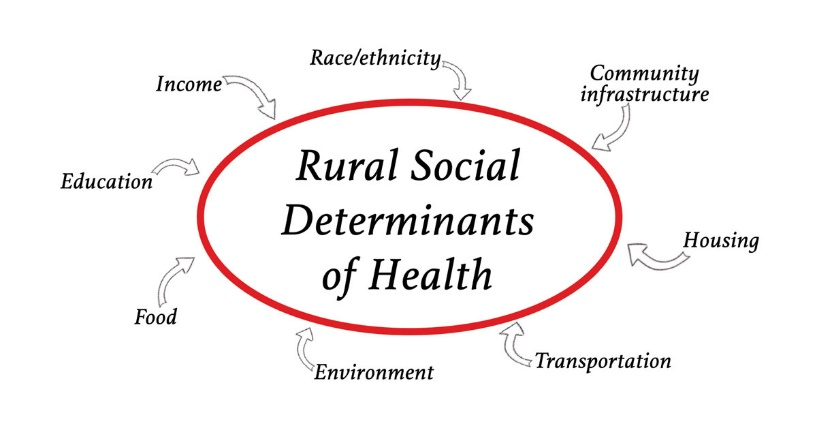 Race/ethnicity
Income
Community
infrastructure
Education
Rural Social
Determinants
of Health
Housing
Food
Environment
Transportation